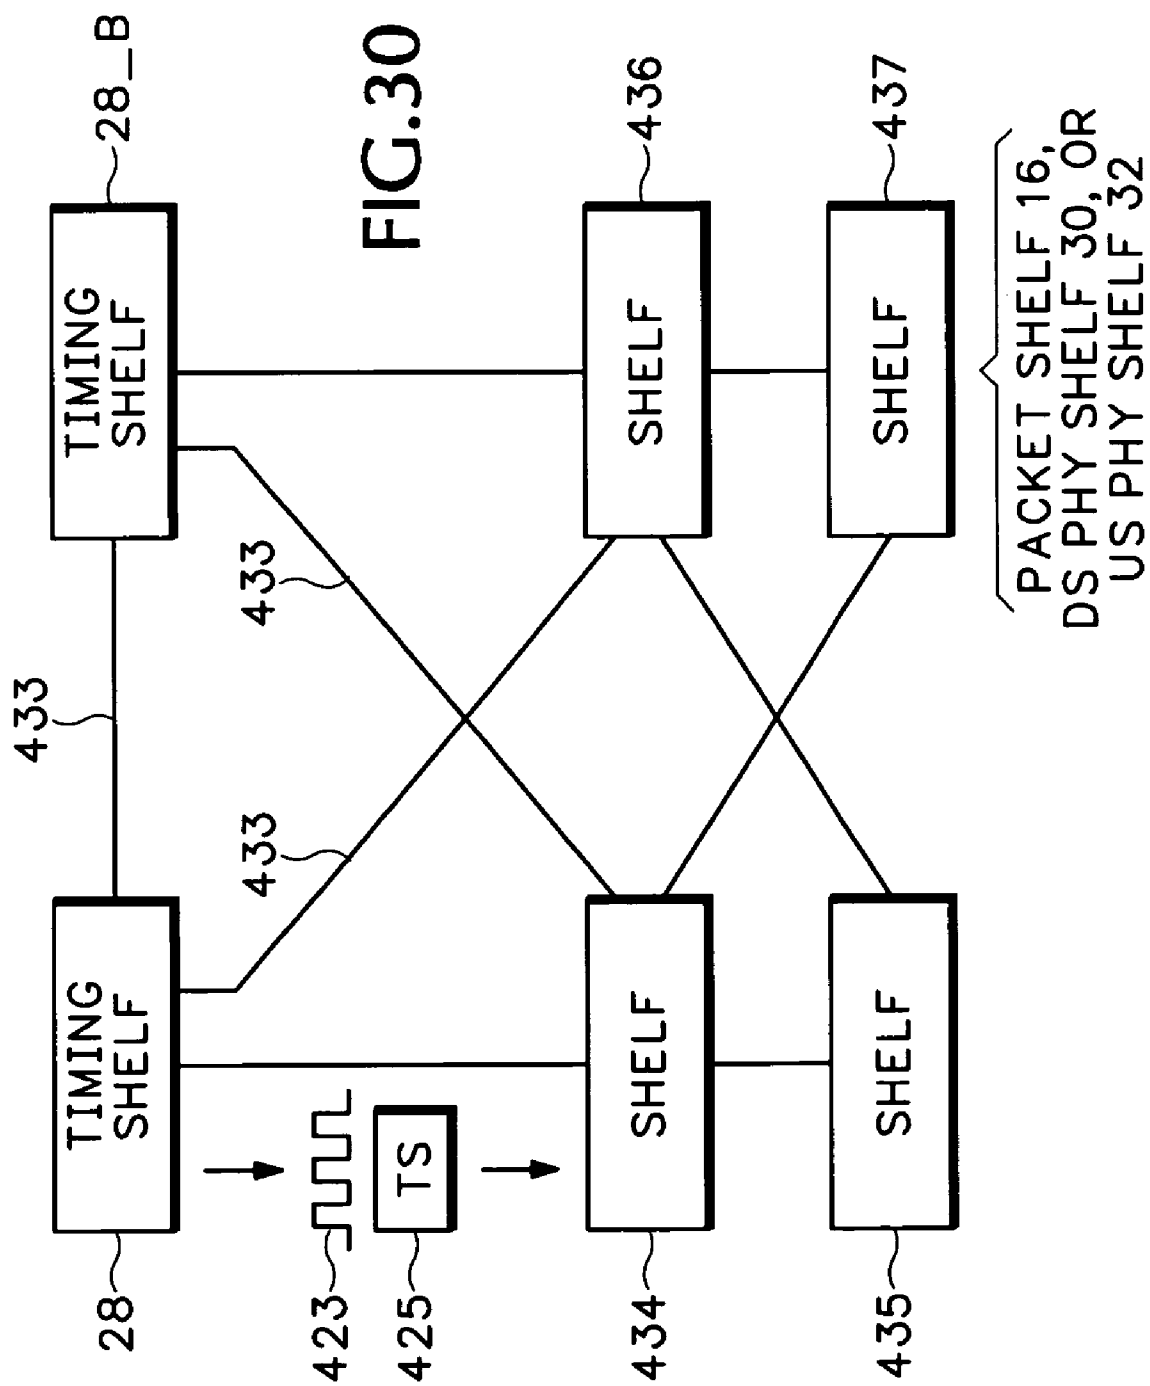 433
28
TIMING
SHELF
TIMING
SHELF
28_B
433
433
423
FIG.30
425
TS
434
SHELF
SHELF
436
435
SHELF
SHELF
437
PACKET SHELF 16,
DS PHY SHELF 30, OR
US PHY SHELF 32